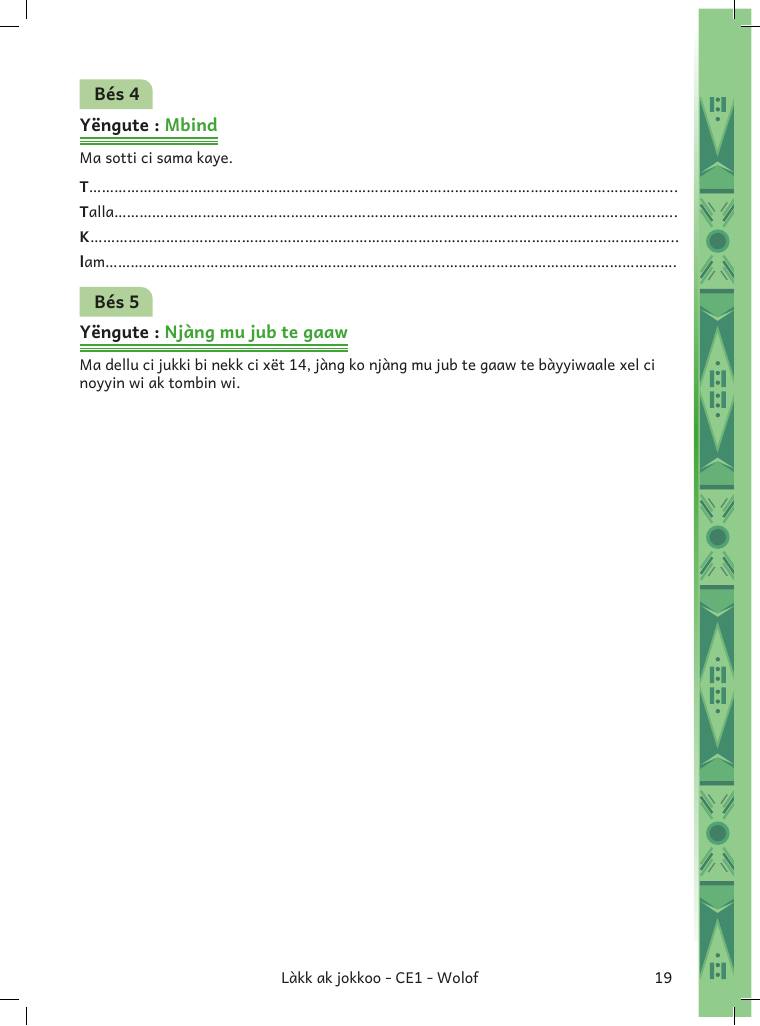 Bés 4
Yëngute : Mbind
Ma sotti ci sama kaye.
T.......................................................................................................................................
Talla.................................................................................................................................
K.......................................................................................................................................
Iam...................................................................................................................................
Bés 5
Yëngute : Njàng mu jub te gaaw
Ma dellu ci jukki bi nekk ci xët 14, jàng ko njàng mu jub te gaaw te bàyyiwaale xel ci
noyyin wi ak tombin wi.
Làkk ak jokkoo - CE1 - Wolof 19